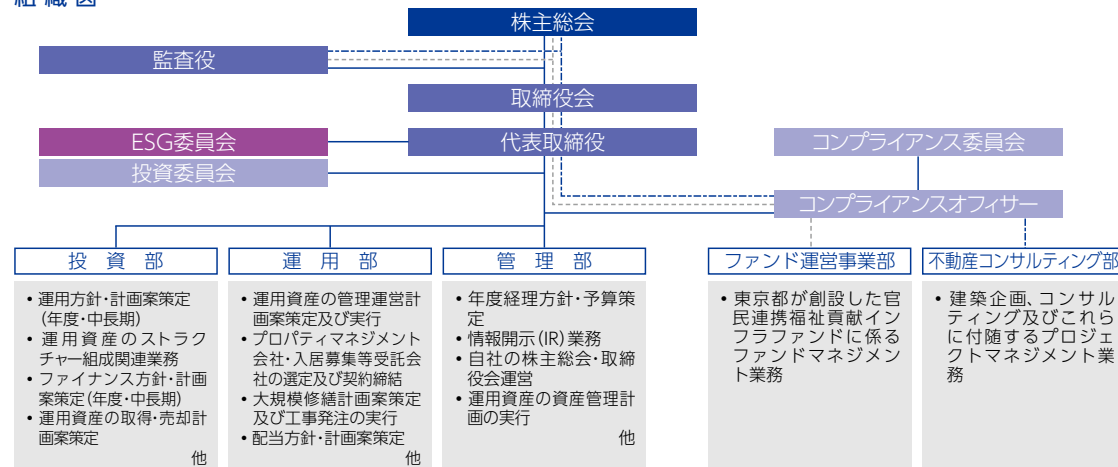 組織図
株主総会
監査役
取締役会
ESG委員会
代表取締役
コンプライアンス委員会
投資委員会
コンプライアンスオフィサー
投資部
• 運用方針・計画案策定
(年度・中長期)
• 運用資産のストラク
チャー組成関連業務
• ファイナンス方針・計画
案策定(年度・中長期)
• 運用資産の取得・売却計
画案策定
他
運用部
• 運用資産の管理運営計
画案策定及び実行
• プロパティマネジメント
会社・入居募集等受託会
社の選定及び契約締結
• 大規模修繕計画案策定
及び工事発注の実行
• 配当方針・計画案策定
他
管理部
• 年度経理方針・予算策
定
• 情報開示(IR)業務
• 自社の株主総会・取締
役会運営
• 運用資産の資産管理計
画の実行
他
ファンド運営事業部
• 東京都が創設した官
民連携福祉貢献イン
フラファンドに係る
ファンドマネジメン
ト業務
不動産コンサルティング部
• 建築企画、コンサル
ティング及びこれら
に付随するプロジェ
クトマネジメント業
務